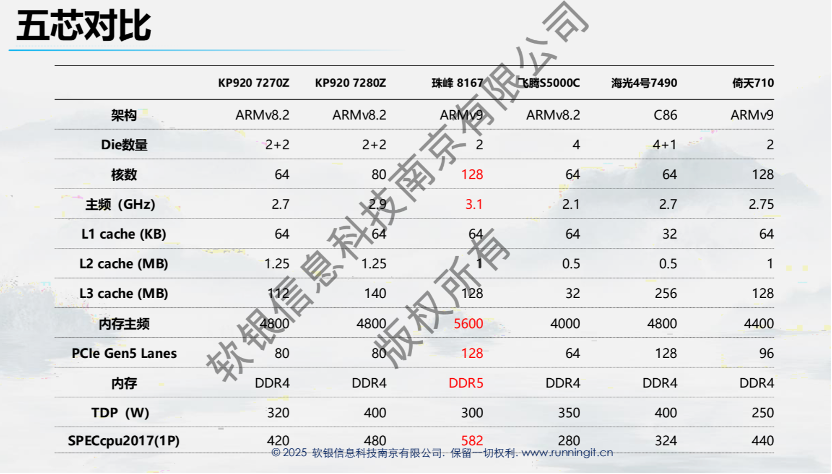 五芯对比
KP920 7270Z KP920 7280Z 珠峰 8167 飞腾S5000C 海光4号7490 倚天710
架构 ARMv8.2 ARMv8.2 ARMv9 ARMv8.2 C86 ARMv9
Die数量 2+2 2+2 2 4 4+1 2
核数 64 80 128 64 64 128
主频（GHz） 2.7 2.9 3.1 2.1 2.7 2.75
L1 cache (KB) 64 64 64 64 32 64
L2 cache (MB) 1.25 1.25 1 0.5 0.5 1
L3 cache (MB) 112 140 128 32 256 128
内存主频 4800 4800 5600 4000 4800 4400
PCIe Gen5 Lanes 80 80 128 64 128 96
内存 DDR4 DDR4 DDR5 DDR4 DDR4 DDR4
TDP（W） 320 400 300 350 400 250
SPECcpu2017(1P) 420 480 582 280 324 440
© 2025 软银信息科技南京有限公司. 保留一切权利. www.runningit.cn
软银信息科技南京有限公司
版权所有